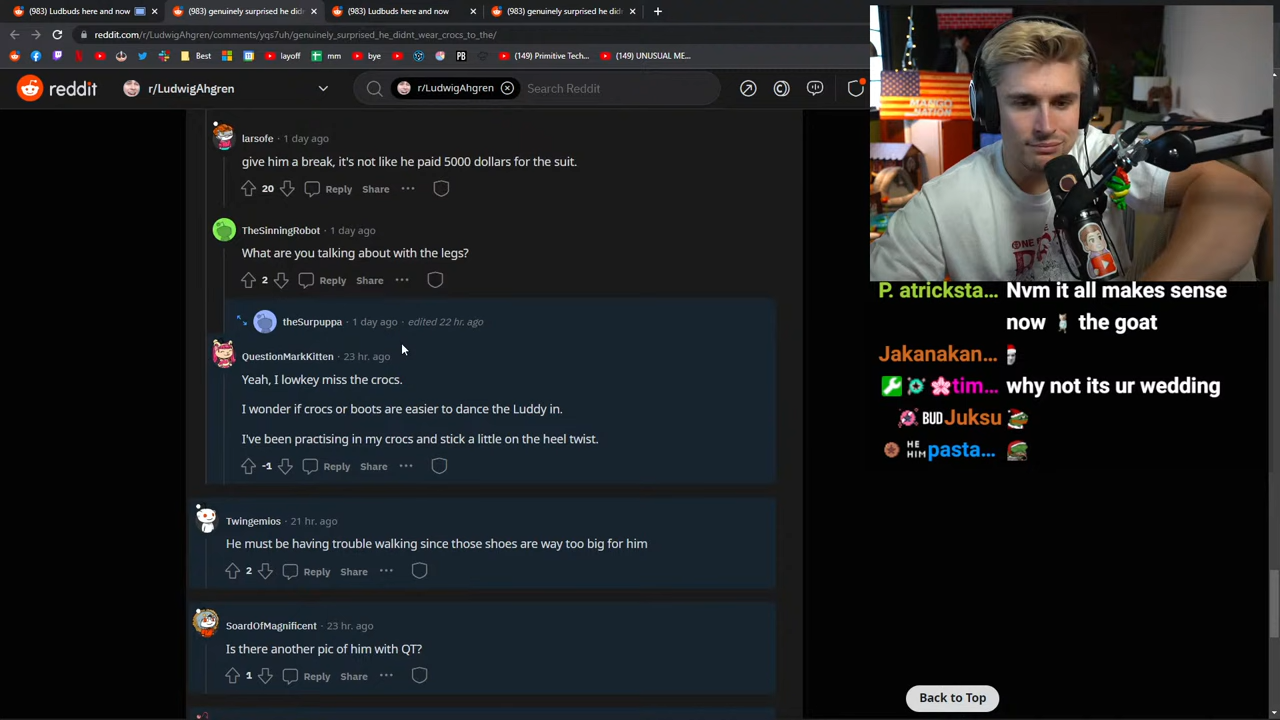 (983) Ludbuds here and now
(983) genuinely surprised he did
(983) Ludbuds here and now
(983) genuinely surprised he did
reddit.com/r/LudwigAhgren/comments/
genuinely_surprised_he_didnt_wear_crocs_to_the/
Best
layoff
mm
bye
PB
(149) Primitive Tech...
(149) UNUSUAL ME...
reddit
r/LudwigAhgren
r/LudwigAhgren
Search Reddit
larsofe · 1 day ago
give him a break, it's not like he paid 5000 dollars for the suit.
20 Reply Share ···
TheSinningRobot · 1 day ago
What are you talking about with the legs?
2 Reply Share ···
theSurpuppa · 1 day ago · edited 22 hr. ago
QuestionMarkKitten · 23 hr. ago
Yeah, I lowkey miss the crocs.
I wonder if crocs or boots are easier to dance the Luddy in.
I've been practising in my crocs and stick a little on the heel twist.
-1 Reply Share ···
Twingemios · 21 hr. ago
He must be having trouble walking since those shoes are way too big for him
2 Reply Share ···
SoardOfMagnificent · 23 hr. ago
Is there another pic of him with QT?
1 Reply Share ···
Back to Top
MANGO
NATION
P. atricksta... Nvm it all makes sense
now the goat
Jakanakan...
tim... why not its ur wedding
BUD Juksu
HE HIM pasta...